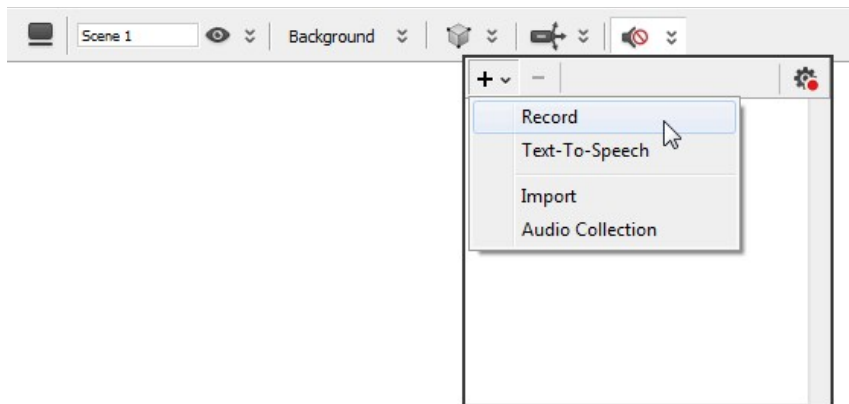 Scene 1
Background
Record
Text-To-Speech
Import
Audio Collection